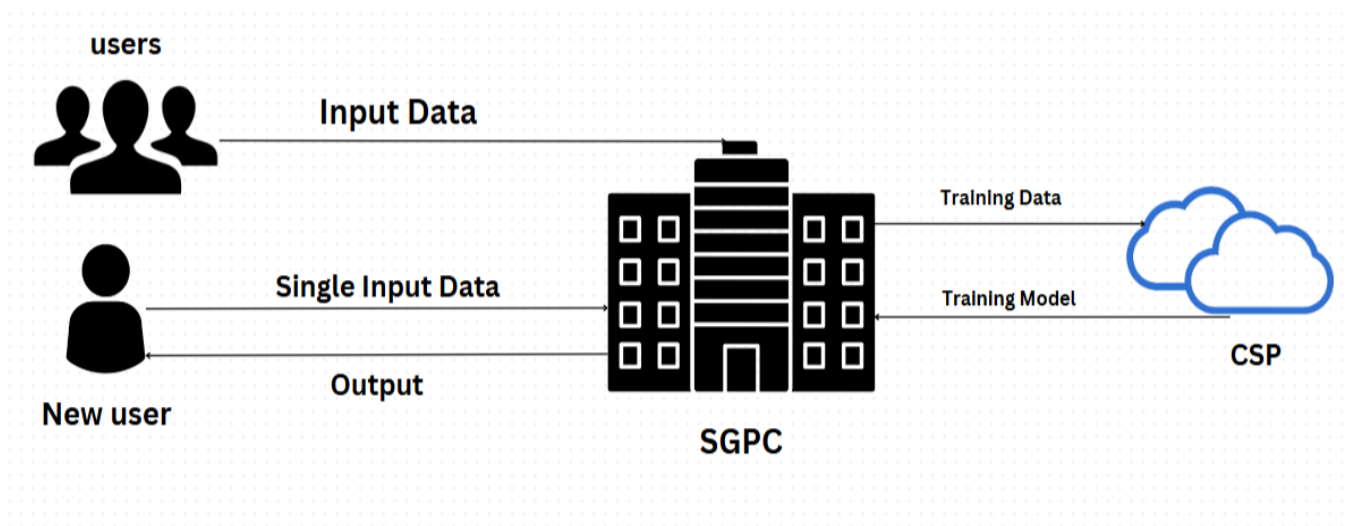 users
Input Data
Training Data
Single Input Data
Training Model
CSP
Output
New user
SGPC